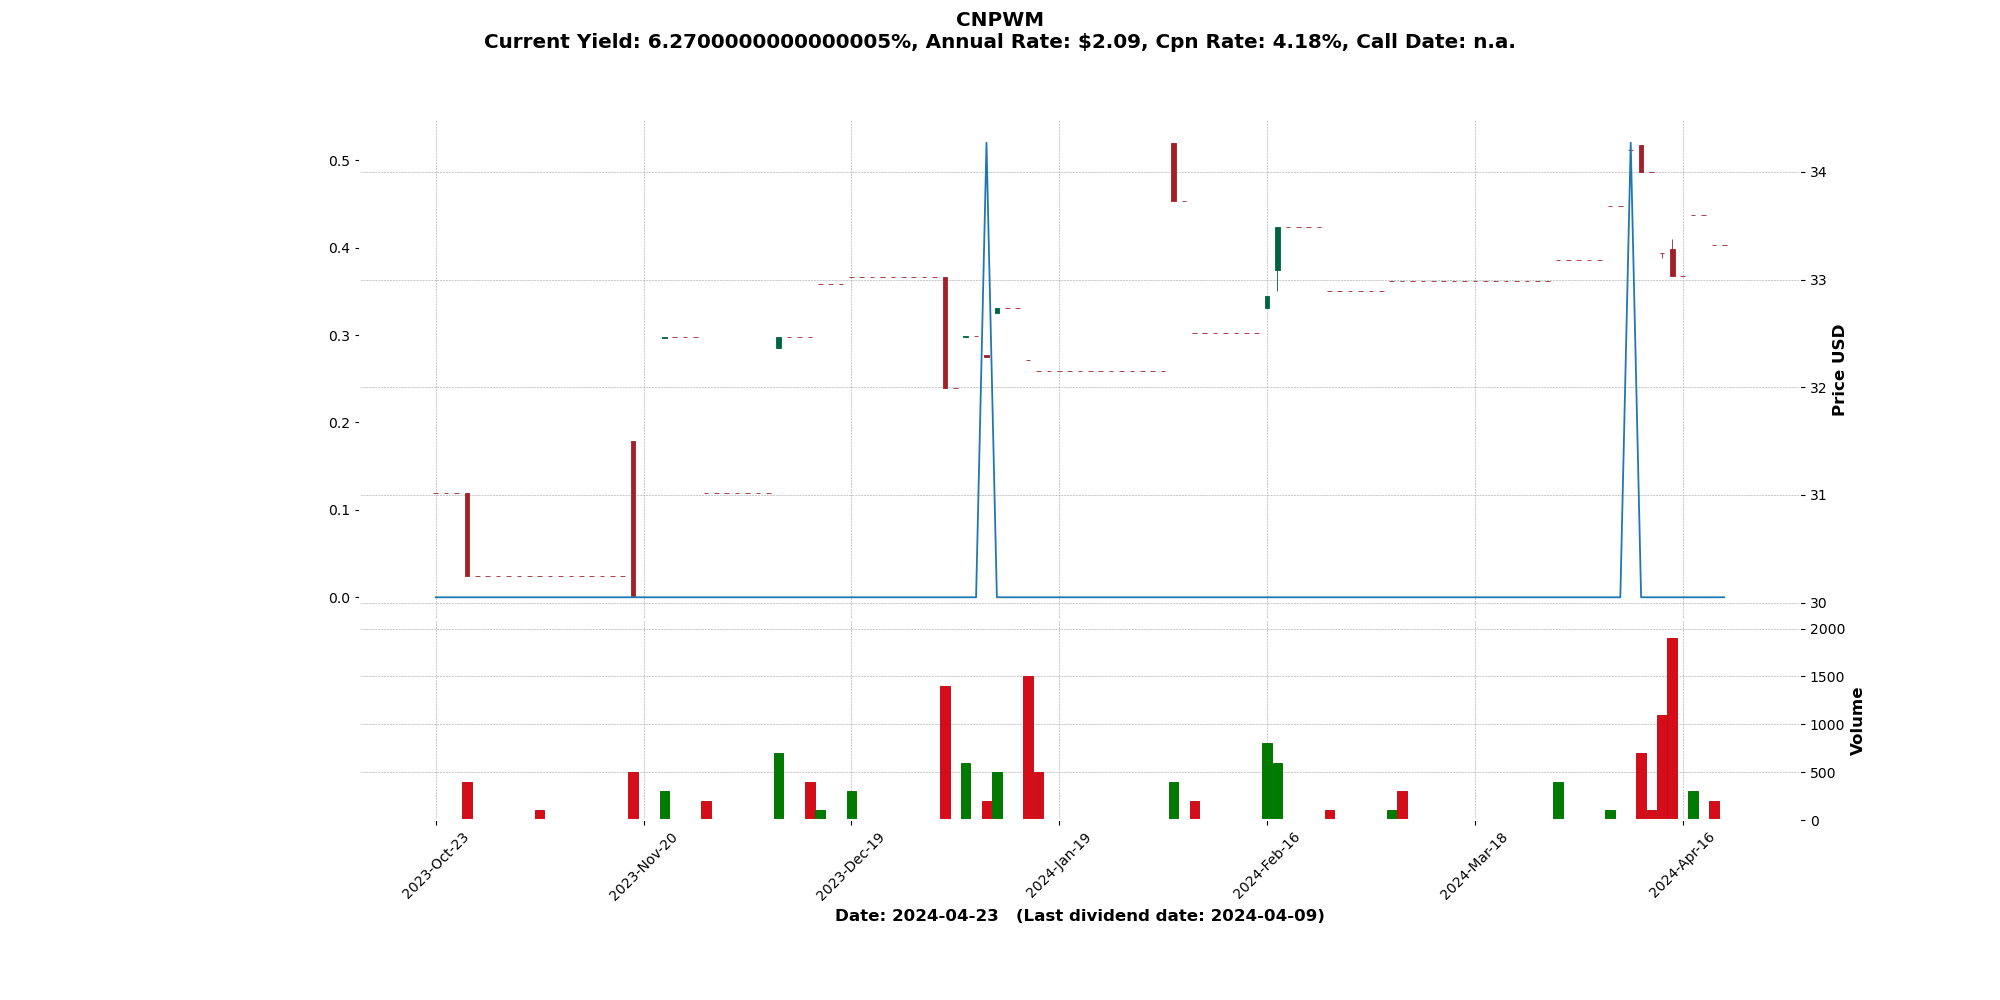 CNPWM
Current Yield: 6.2700000000000005%, Annual Rate: $2.09, Cpn Rate: 4.18%, Call Date: n.a.
0.5
0.4
0.3
0.2
0.1
0.0
34
33
32
31
30
Price USD
2000
1500
1000
500
0
Volume
2023-Oct-23
2023-Nov-20
2023-Dec-19
2024-Jan-19
2024-Feb-16
2024-Mar-18
2024-Apr-16
Date: 2024-04-23 (Last dividend date: 2024-04-09)